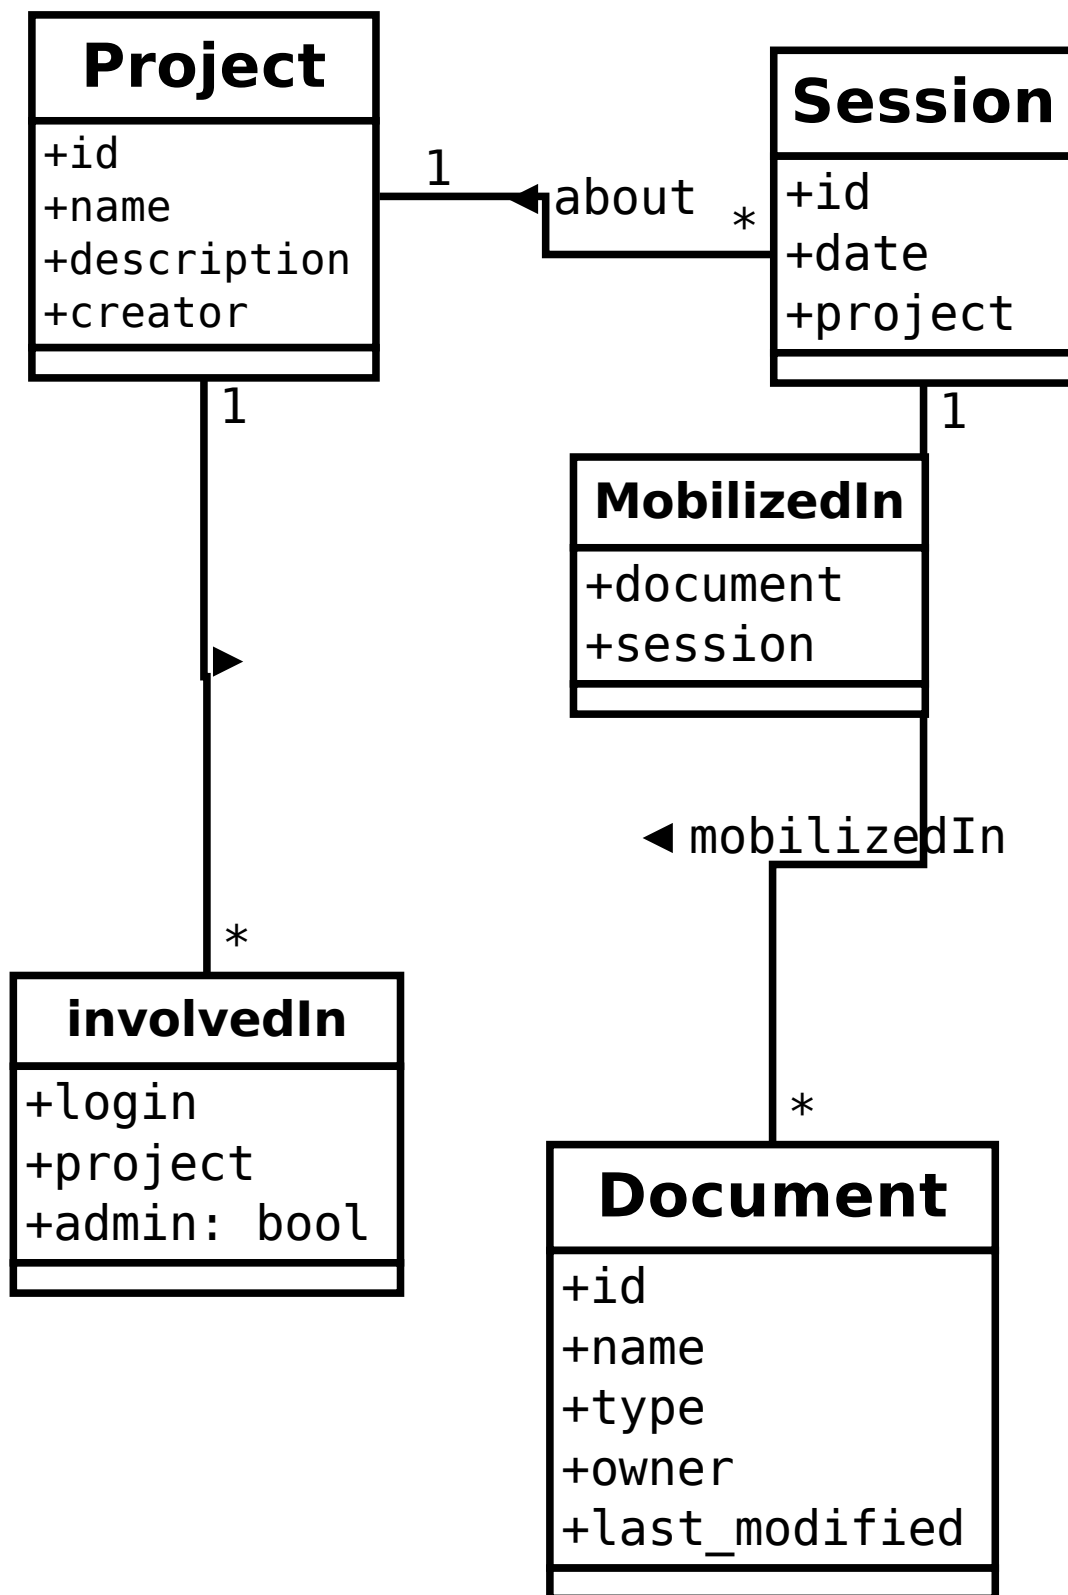 Project
+id
+name
+description
+creator
1
about
*
Session
+id
+date
+project
1
1
MobilizedIn
+document
+session
mobilizedIn
*
*
involvedIn
+login
+project
+admin: bool
Document
+id
+name
+type
+owner
+last_modified